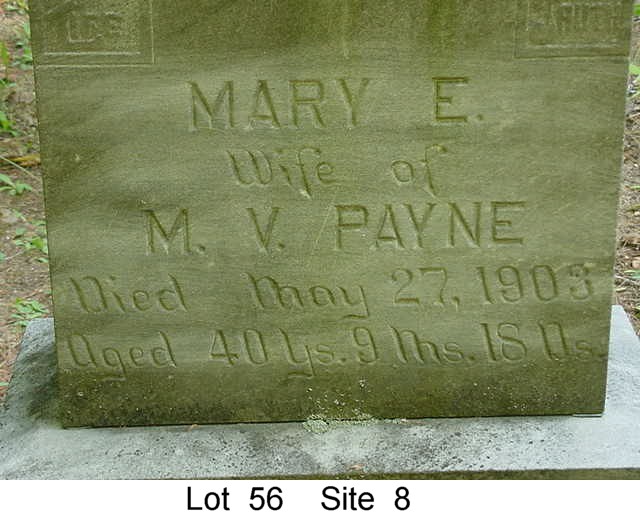 MARY E.
Wife of
M. V. PAYNE
Died May 27, 1903
Aged 40 Ys. 9 Ms. 18 Ds.
Lot 56 Site 8